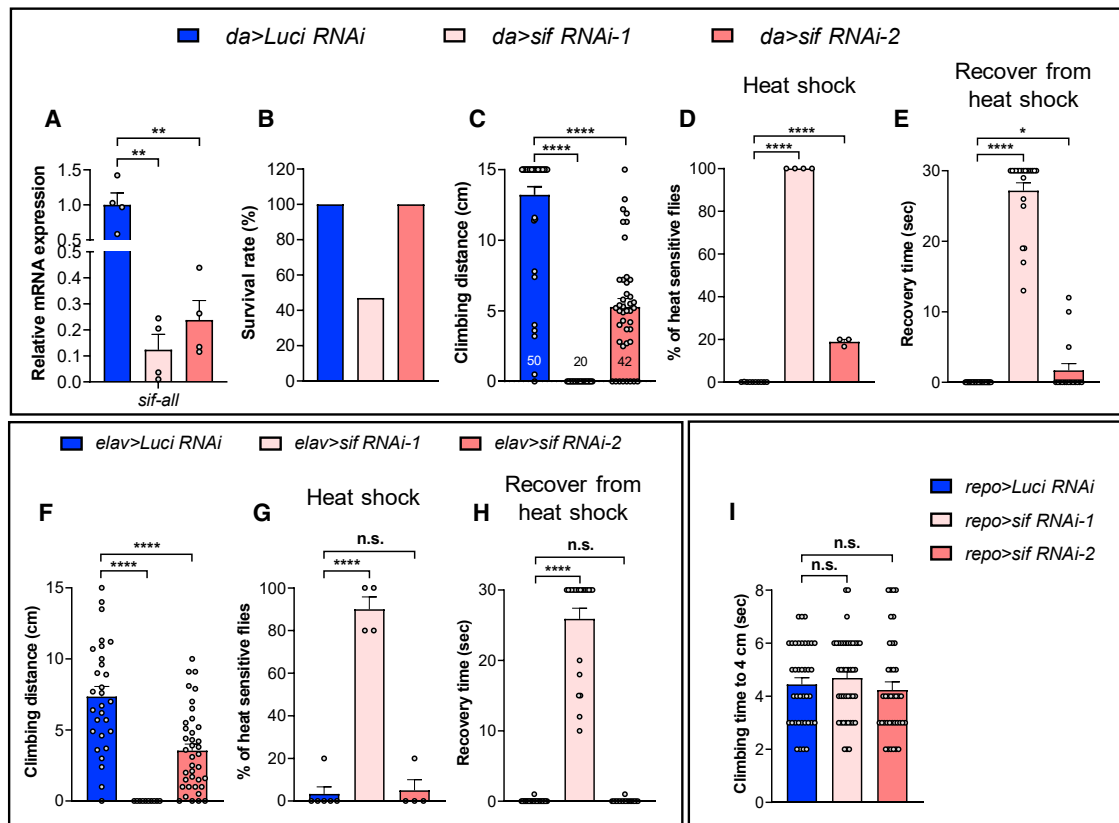 da>Luci RNAi da>sif RNAi-1 da>sif RNAi-2
Heat shock
Recover from
heat shock
A B C D E
** ** **** **** **** **** **** *
Relative mRNA expression
1.5
1.0
0.5
0.3
0.2
0.1
0.0
sif-all
Survival rate (%)
120
100
80
60
40
20
0
Climbing distance (cm)
15
10
5
0
50 20 42
% of heat sensitive flies
100
80
60
40
20
0
Recovery time (sec)
30
20
10
0
elav>Luci RNAi elav>sif RNAi-1 elav>sif RNAi-2
F G H
Heat shock
Recover from
heat shock
**** ****
n.s. ****
n.s. ****
Climbing distance (cm)
15
10
5
0
% of heat sensitive flies
100
80
60
40
20
0
Recovery time (sec)
30
20
10
0
repo>Luci RNAi
repo>sif RNAi-1
repo>sif RNAi-2
I
n.s.
n.s.
Climbing time to 4 cm (sec)
10
8
6
4
2
0